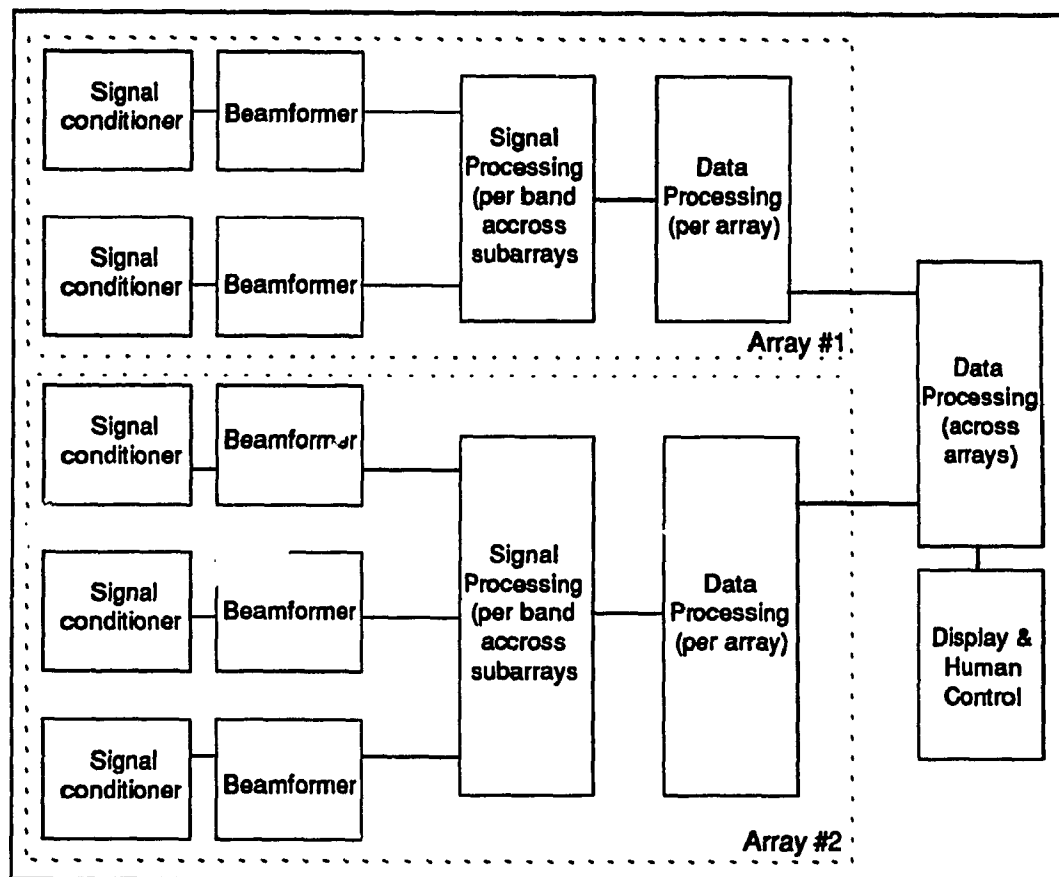 Signal
conditioner
Beamformer
Signal
conditioner
Beamformer
Signal
Processing
(per band
accross
subarrays
Data
Processing
(per array)
Array #1
Signal
conditioner
Beamformer
Signal
conditioner
Beamformer
Signal
conditioner
Beamformer
Signal
Processing
(per band
accross
subarrays
Data
Processing
(per array)
Array #2
Data
Processing
(across
arrays)
Display &
Human
Control